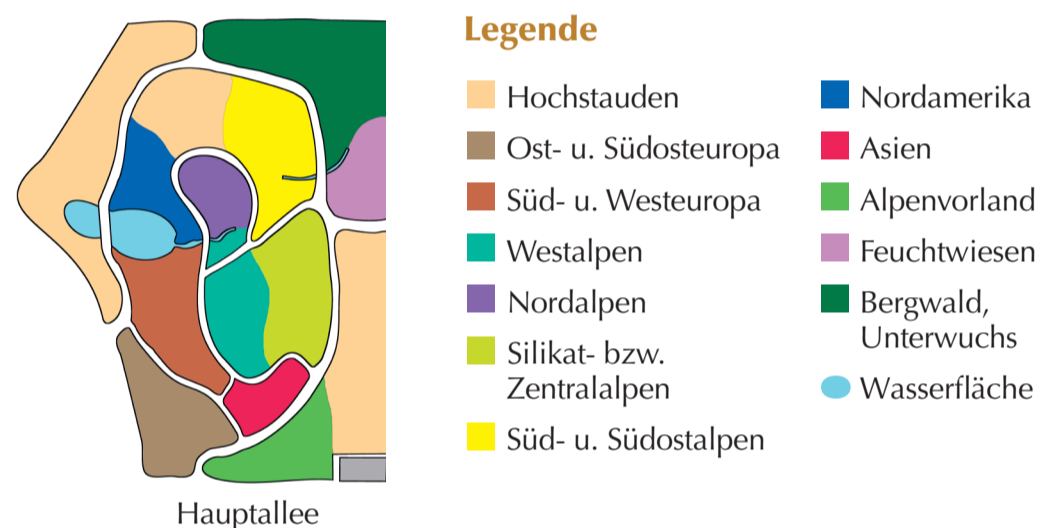 Legende
Hochstauden
Ost- u. Südosteuropa
Süd- u. Westeuropa
Westalpen
Nordalpen
Silikat- bzw.
Zentralalpen
Süd- u. Südostalpen
Nordamerika
Asien
Alpenvorland
Feuchtwiesen
Bergwald,
Unterwuchs
Wasserfläche
Hauptallee